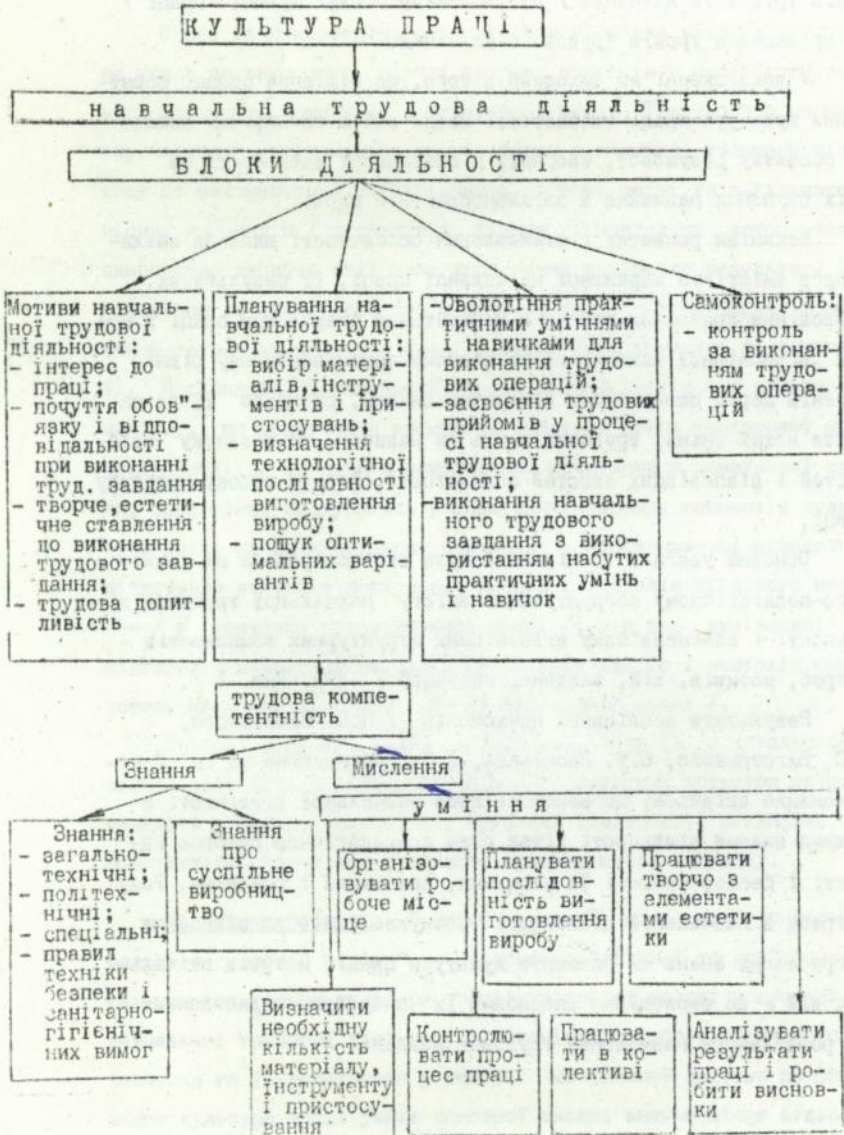 КУЛЬТУРА ПРАЦІ
навчальна трудова діяльність
БЛОКИ ДІЯЛЬНОСТІ
Мотиви навчаль-
ної трудової
діяльності:
- інтерес до
праці;
- почуття обов"
язку і відпо-
відальності
при виконанні
труд. завдання
- творче,естети-
чне ставлення
до виконання
трудового зав-
дання;
- трудова допит-
ливість
Планування на-
вчальної трудо-
вої діяльності:
- вибір матері-
алів,інстру-
ментів і при-
стосувань;
- визначення
технологічної
послідовності
виготовлення
виробу;
- пошук опти-
мальних варі-
антів
-Оволодіння прак-
тичними уміннями
і навичками для
виконання трудо-
вих операцій;
-засвоєння трудових
прийомів у проце-
сі навчальної
трудової діяль-
ності;
-виконання навчаль-
ного трудового
завдання з вико-
ристанням набутих
практичних умінь
і навичок
Самоконтроль:
- контроль
за виконан-
ням трудо-
вих опера-
цій
трудова компе-
тентність
Знання
Мислення
уміння
Знання:
- загально-
технічні;
- політех-
нічні;
- спеціальні;
- правил
техніки
безпеки і
санітарно-
гігієніч-
них вимог
Знання
про
суспільне
виробниц-
тво
Організо-
вувати ро-
боче міс-
це
Планувати
послідов-
ність ви-
готовлення
виробу
Працювати
творчо з
елемента-
ми естети-
ки
Визначити
необхідну
кількість
матеріалу,
інструменту
і пристосу-
вання
Контролю-
вати про-
цес праці
Працюва-
ти в ко-
лективі
Аналізувати
результати
праці ро-
бити виснов-
ки